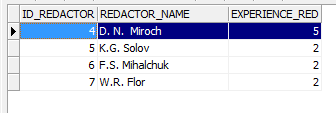 ID_REDACTOR REDACTOR_NAME EXPERIENCE_RED
4 D. N. Miroch 5
5 K.G. Solov 2
6 F.S. Mihalchuk 2
7 W.R. Flor 2